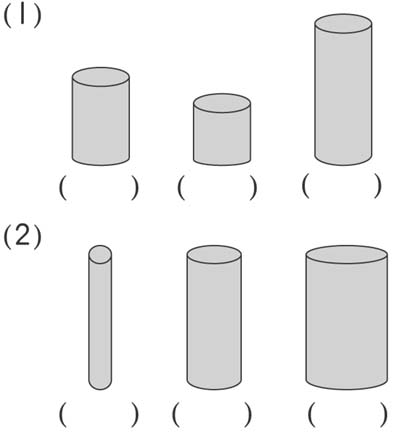 (1)
(    ) (    ) (    )
(2)
(    ) (    ) (    )